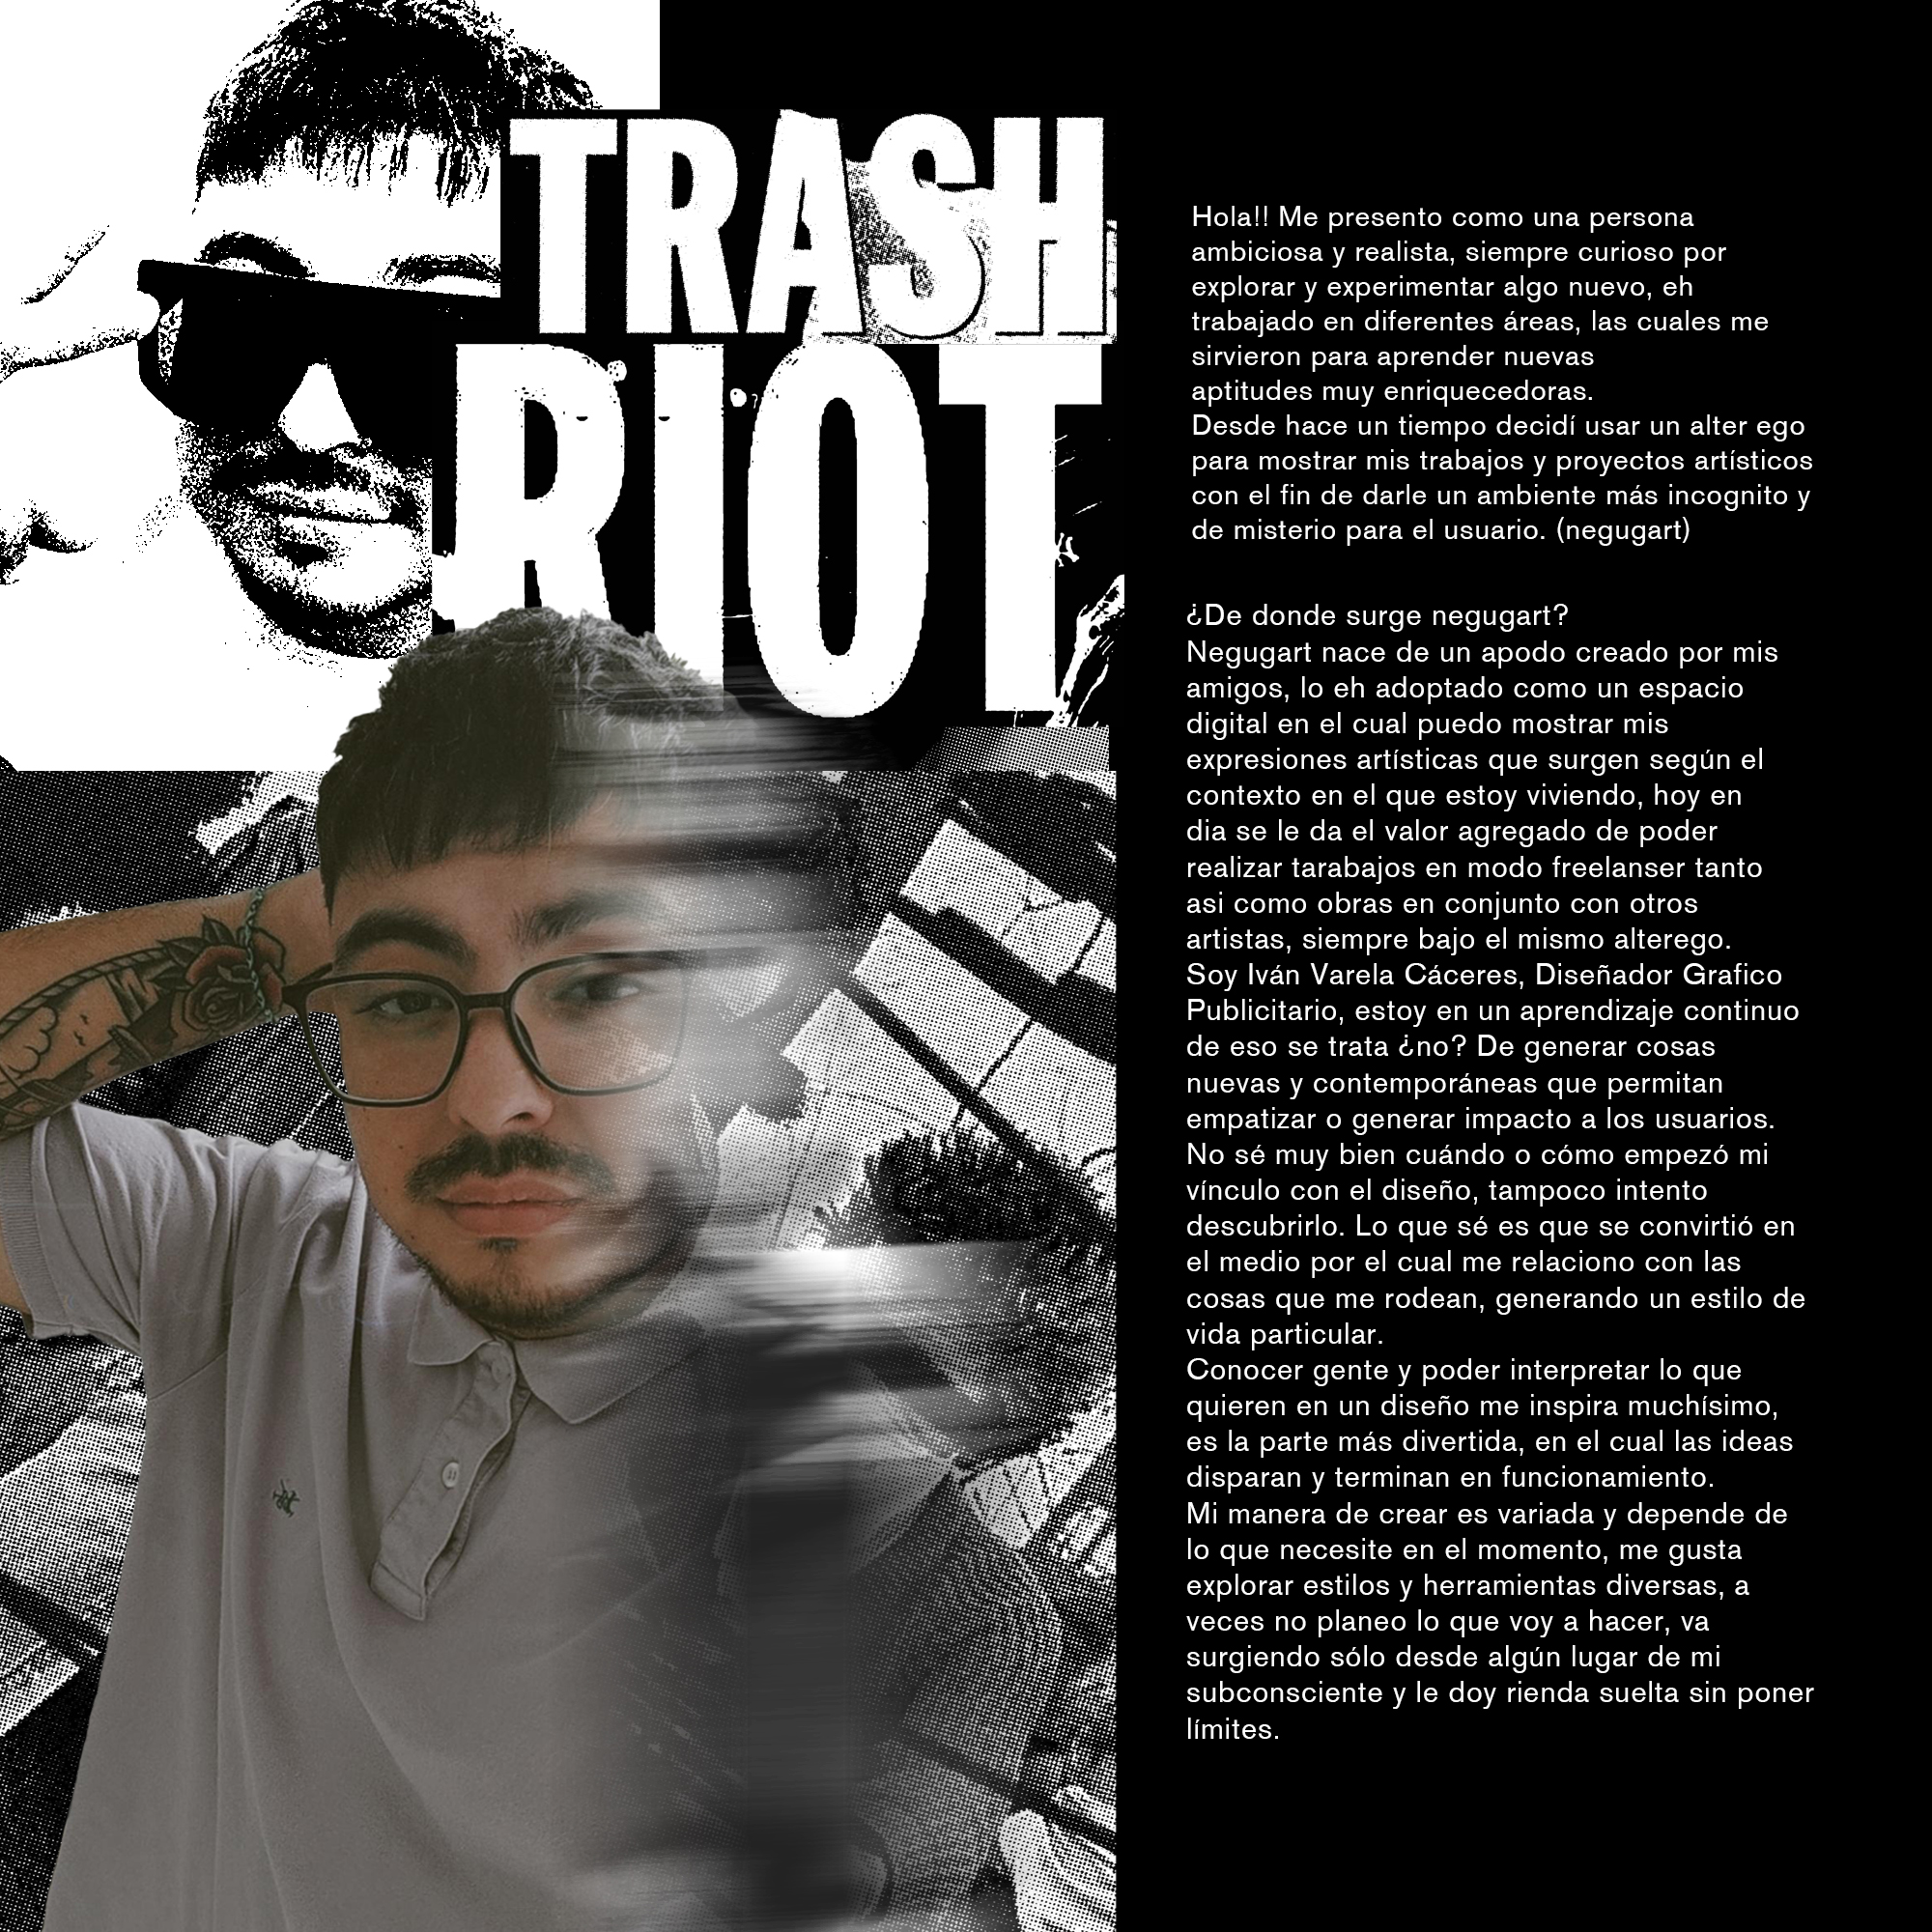 TRASH
RIOT
Hola!! Me presento como una persona
ambiciosa y realista, siempre curioso por
explorar y experimentar algo nuevo, eh
trabajado en diferentes áreas, las cuales me
sirvieron para aprender nuevas
aptitudes muy enriquecedoras.
Desde hace un tiempo decidí usar un alter ego
para mostrar mis trabajos y proyectos artísticos
con el fin de darle un ambiente más incognito y
de misterio para el usuario. (negugart)
¿De donde surge negugart?
Negugart nace de un apodo creado por mis
amigos, lo eh adoptado como un espacio
digital en el cual puedo mostrar mis
expresiones artísticas que surgen según el
contexto en el que estoy viviendo, hoy en
dia se le da el valor agregado de poder
realizar tarabajos en modo freelanser tanto
asi como obras en conjunto con otros
artistas, siempre bajo el mismo alterego.
Soy Iván Varela Cáceres, Diseñador Grafico
Publicitario, estoy en un aprendizaje continuo
de eso se trata ¿no? De generar cosas
nuevas y contemporáneas que permitan
empatizar o generar impacto a los usuarios.
No sé muy bien cuándo o cómo empezó mi
vínculo con el diseño, tampoco intento
descubrirlo. Lo que sé es que se convirtió en
el medio por el cual me relaciono con las
cosas que me rodean, generando un estilo de
vida particular.
Conocer gente y poder interpretar lo que
quieren en un diseño me inspira muchísimo,
es la parte más divertida, en el cual las ideas
disparan y terminan en funcionamiento.
Mi manera de crear es variada y depende de
lo que necesite en el momento, me gusta
explorar estilos y herramientas diversas, a
veces no planeo lo que voy a hacer, va
surgiendo sólo desde algún lugar de mi
subconsciente y le doy rienda suelta sin poner
límites.